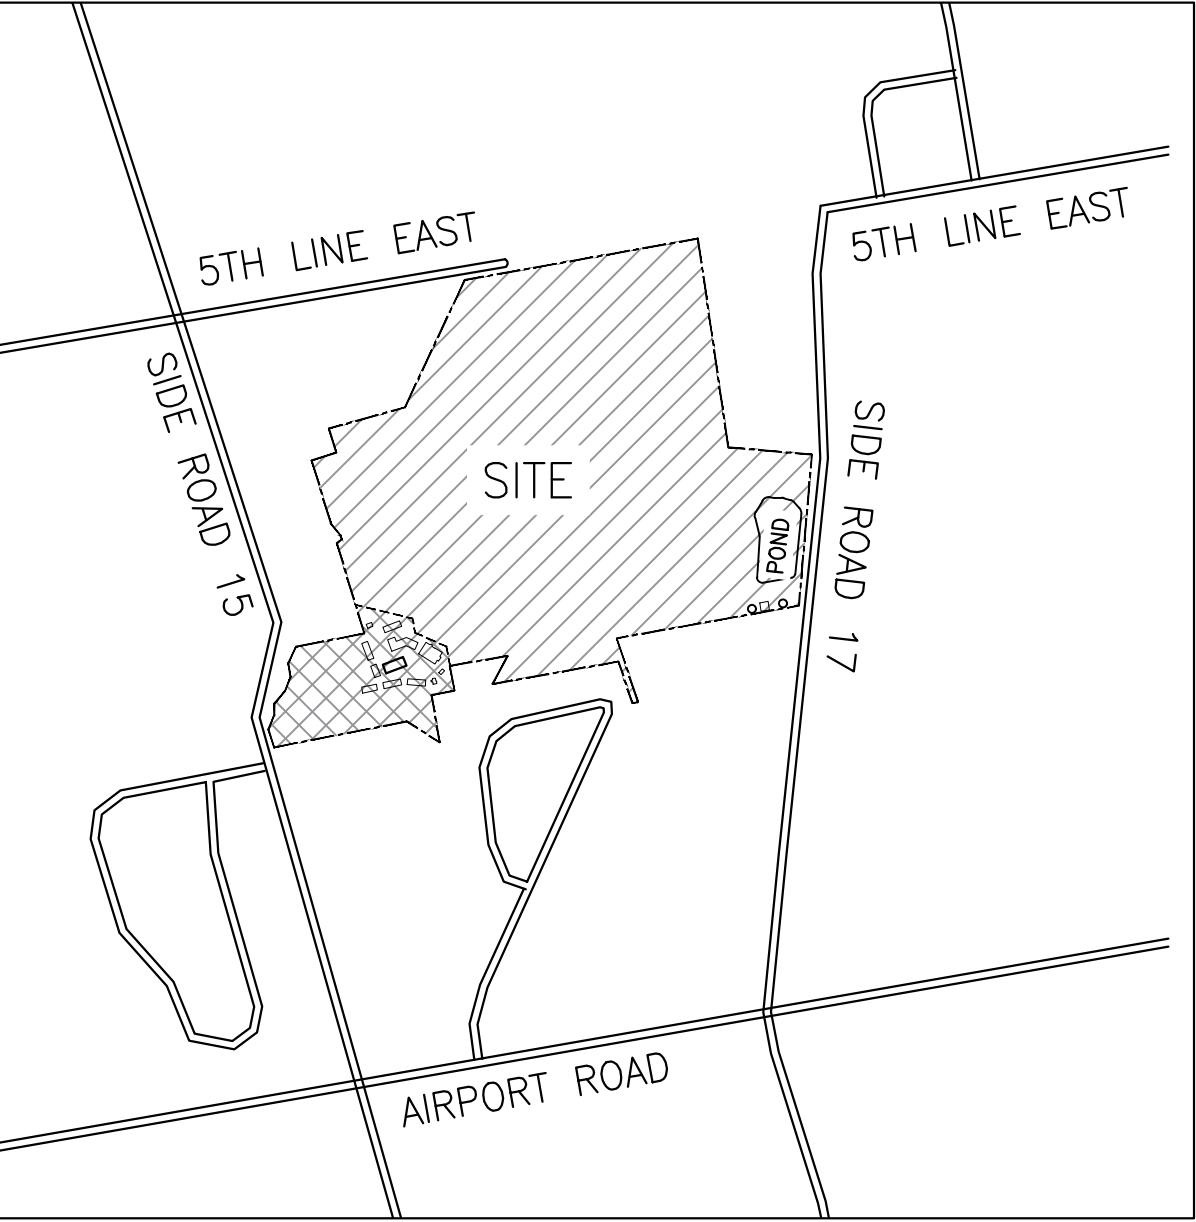 5TH LINE EAST
5TH LINE EAST
SIDE ROAD 15
SITE
SIDE ROAD 17
POND
AIRPORT ROAD